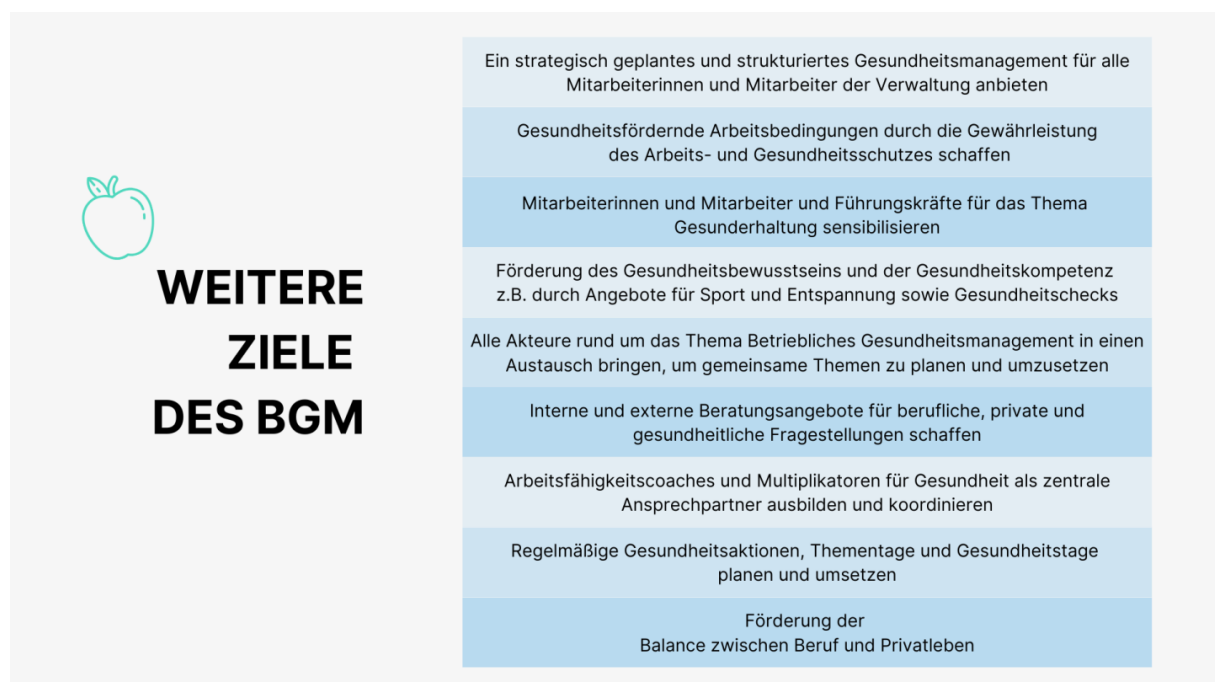 WEITERE
ZIELE
DES BGM
Ein strategisch geplantes und strukturiertes Gesundheitsmanagement für alle
Mitarbeiterinnen und Mitarbeiter der Verwaltung anbieten
Gesundheitsfördernde Arbeitsbedingungen durch die Gewährleistung
des Arbeits- und Gesundheitsschutzes schaffen
Mitarbeiterinnen und Mitarbeiter und Führungskräfte für das Thema
Gesunderhaltung sensibilisieren
Förderung des Gesundheitsbewusstseins und der Gesundheitskompetenz
z.B. durch Angebote für Sport und Entspannung sowie Gesundheitschecks
Alle Akteure rund um das Thema Betriebliches Gesundheitsmanagement in einen
Austausch bringen, um gemeinsame Themen zu planen und umzusetzen
Interne und externe Beratungsangebote für berufliche, private und
gesundheitliche Fragestellungen schaffen
Arbeitsfähigkeitscoaches und Multiplikatoren für Gesundheit als zentrale
Ansprechpartner ausbilden und koordinieren
Regelmäßige Gesundheitsaktionen, Thementage und Gesundheitstage
planen und umsetzen
Förderung der
Balance zwischen Beruf und Privatleben